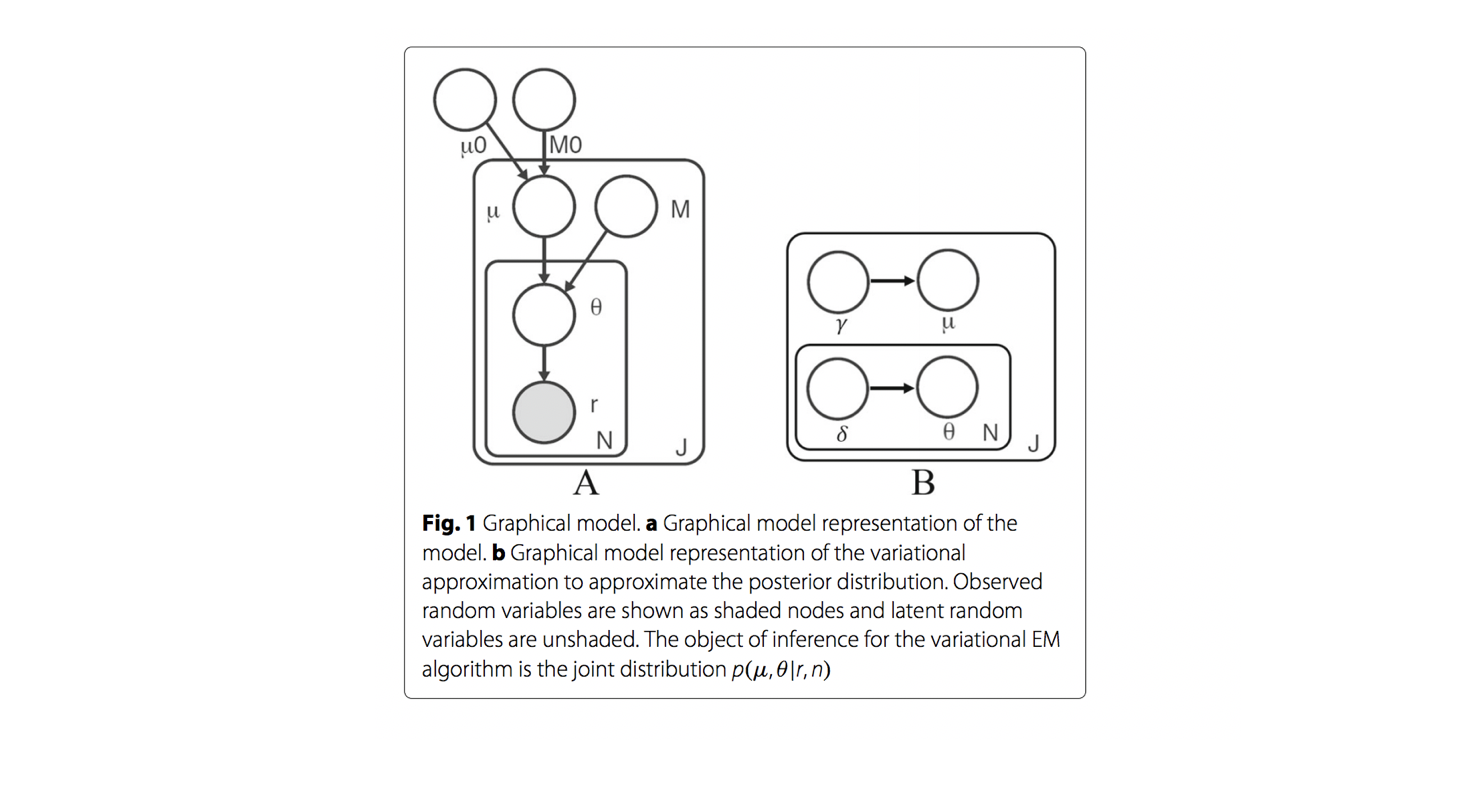 μ0
M0
μ
M
θ
r
N
J
A
γ
μ
δ
θ
N
J
B
Fig. 1 Graphical model. a Graphical model representation of the
model. b Graphical model representation of the variational
approximation to approximate the posterior distribution. Observed
random variables are shown as shaded nodes and latent random
variables are unshaded. The object of inference for the variational EM
algorithm is the joint distribution p(μ, θ|r, n)